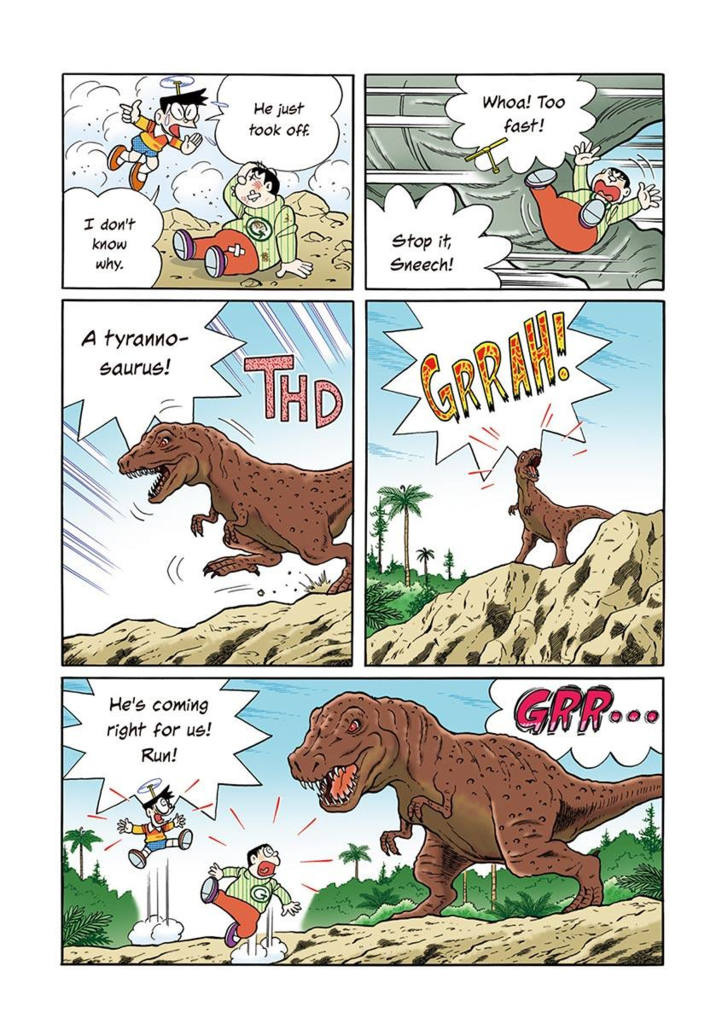 Whoa! Too
fast!
Stop it,
Sneech!
He just
took off.
I don't
know
why.
GRRAH!
THD
A tyranno-
saurus!
GRR...
He's coming
right for us!
Run!